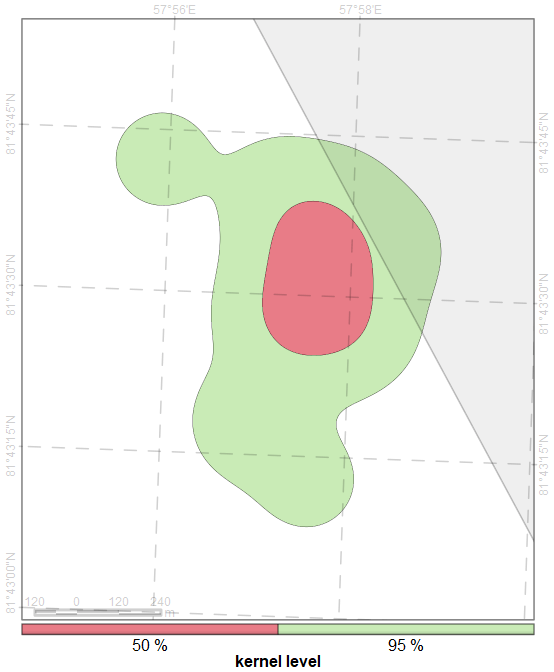 57°56'E 57°58'E
81°43'45"N 81°43'45"N
81°43'30"N 81°43'30"N
81°43'15"N 81°43'15"N
81°43'00"N
120 0 120 240
m
50 % 95 %
kernel level